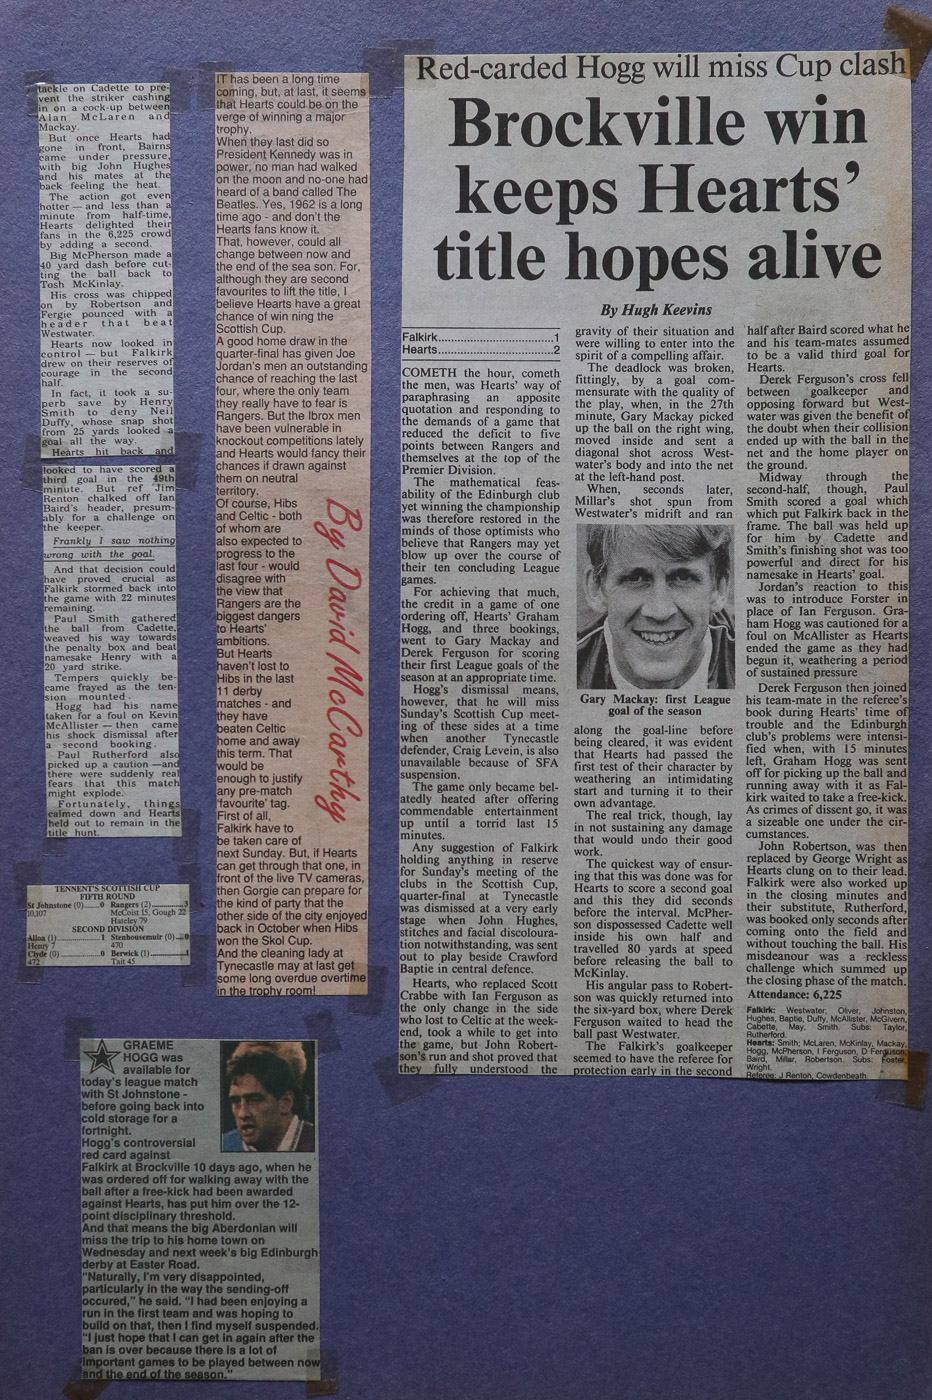 tackle on Cadette to pre-
vent the striker cashing
in on a cock-up between
Alan McLaren and
Mackay.
But once Hearts had
gone in front, Bairns
came under pressure,
with big John Hughes
and his mates at the
back feeling the heat.
The action got even
hotter — and less than a
minute from half-time,
Hearts delighted their
fans in the 6,225 crowd
by adding a second.
Big McPherson made a
40 yard dash before cut-
ting the ball back to
Tosh McKinlay.
His cross was chipped
on by Robertson and
Fergie pounced with a
header that beat
Westwater.
Hearts now looked in
control — but Falkirk
drew on their reserves of
courage in the second
half.
In fact, it took a su-
perb save by Henry
Smith to deny Neil
Duffy, whose snap shot
from 25 yards looked a
goal all the way.
Hearts hit back and
looked to have scored a
third goal in the 49th
minute. But ref Jim
Renton chalked off Ian
Baird's header, presum-
ably for a challenge on
the keeper.
Frankly I saw nothing
wrong with the goal.
And that decision could
have proved crucial as
Falkirk stormed back into
the game with 22 minutes
remaining.
Paul Smith gathered
the ball from Cadette,
weaved his way towards
the penalty box and beat
namesake Henry with a
20 yard strike.
Tempers quickly be-
came frayed as the ten-
sion mounted.
Hogg had his name
taken for a foul on Kevin
McAllister — then came
his shock dismissal after
a second booking.
Paul Rutherford also
picked up a caution —and
there were suddenly real
fears that this match
might explode.
Fortunately, things
calmed down and Hearts
held out to remain in the
title hunt.
TENNENT'S SCOTTISH CUP
FIFTH ROUND
St Johnstone (0)......0 Rangers (2)......3
10,107 McCoist 15, Gough 22
Hateley 79
SECOND DIVISION
Alloa (1)......1 Stenhousemuir (0)...0
Henry 7 470
Clyde (0)......0 Berwick (1)......1
472 Tait 45
IT has been a long time
coming, but, at last, it seems
that Hearts could be on the
verge of winning a major
trophy.
When they last did so
President Kennedy was in
power, no man had walked
on the moon and no-one had
heard of a band called The
Beatles. Yes, 1962 is a long
time ago - and don't the
Hearts fans know it.
That, however, could all
change between now and
the end of the sea son. For,
although they are second
favourites to lift the title, I
believe Hearts have a great
chance of win ning the
Scottish Cup.
A good home draw in the
quarter-final has given Joe
Jordan's men an outstanding
chance of reaching the last
four, where the only team
they really have to fear is
Rangers. But the Ibrox men
have been vulnerable in
knockout competitions lately
and Hearts would fancy their
chances if drawn against
them on neutral
territory.
Of course, Hibs
and Celtic - both
of whom are
also expected to
progress to the
last four - would
disagree with
the view that
Rangers are the
biggest dangers
to Hearts'
ambitions.
But Hearts
haven't lost to
Hibs in the last
11 derby
matches - and
they have
beaten Celtic
home and away
this term. That
would be
enough to justify
any pre-match
'favourite' tag.
First of all,
Falkirk have to
be taken care of
next Sunday. But, if Hearts
can get through that one, in
front of the live TV cameras,
then Gorgie can prepare for
the kind of party that the
other side of the city enjoyed
back in October when Hibs
won the Skol Cup.
And the cleaning lady at
Tynecastle may at last get
some long overdue overtime
in the trophy room!
By David McCarthy
GRAEME
HOGG was
available for
today's league match
with St Johnstone -
before going back into
cold storage for a
fortnight.
Hogg's controversial
red card against
Falkirk at Brockville 10 days ago, when he
was ordered off for walking away with the
ball after a free-kick had been awarded
against Hearts, has put him over the 12-
point disciplinary threshold.
And that means the big Aberdonian will
miss the trip to his home town on
Wednesday and next week's big Edinburgh
derby at Easter Road.
"Naturally, I'm very disappointed,
particularly in the way the sending-off
occured," he said. "I had been enjoying a
run in the first team and was hoping to
build on that, then I find myself suspended.
"I just hope that I can get in again after the
ban is over because there is a lot of
important games to be played between now
and the end of the season."
Red-carded Hogg will miss Cup clash
Brockville win
keeps Hearts'
title hopes alive
By Hugh Keevins
Falkirk......1
Hearts......2
COMETH the hour, cometh
the men, was Hearts' way of
paraphrasing an apposite
quotation and responding to
the demands of a game that
reduced the deficit to five
points between Rangers and
themselves at the top of the
Premier Division.
The mathematical feas-
ability of the Edinburgh club
yet winning the championship
was therefore restored in the
minds of those optimists who
believe that Rangers may yet
blow up over the course of
their ten concluding League
games.
For achieving that much,
the credit in a game of one
ordering off, Hearts' Graham
Hogg, and three bookings,
went to Gary Mackay and
Derek Ferguson for scoring
their first League goals of the
season at an appropriate time.
Hogg's dismissal means,
however, that he will miss
Sunday's Scottish Cup meet-
ing of these sides at a time
when another Tynecastle
defender, Craig Levein, is also
unavailable because of SFA
suspension.
The game only became bel-
atedly heated after offering
commendable entertainment
up until a torrid last 15
minutes.
Any suggestion of Falkirk
holding anything in reserve
for Sunday's meeting of the
clubs in the Scottish Cup,
quarter-final at Tynecastle
was dismissed at a very early
stage when John Hughes,
stitches and facial discoloura-
tion notwithstanding, was sent
out to play beside Crawford
Baptie in central defence.
Hearts, who replaced Scott
Crabbe with Ian Ferguson as
the only change in the side
who lost to Celtic at the week-
end, took a while to get into
the game, but John Robert-
son's run and shot proved that
they fully understood the
gravity of their situation and
were willing to enter into the
spirit of a compelling affair.
The deadlock was broken,
fittingly, by a goal com-
mensurate with the quality of
the play, when, in the 27th
minute, Gary Mackay picked
up the ball on the right wing,
moved inside and sent a
diagonal shot across West-
water's body and into the net
at the left-hand post.
When, seconds later,
Millar's shot spun from
Westwater's midrift and ran
Gary Mackay: first League
goal of the season
along the goal-line before
being cleared, it was evident
that Hearts had passed the
first test of their character by
weathering an intimidating
start and turning it to their
own advantage.
The real trick, though, lay
in not sustaining any damage
that would undo their good
work.
The quickest way of ensur-
ing that this was done was for
Hearts to score a second goal
and this they did seconds
before the interval. McPher-
son dispossessed Cadette well
inside his own half and
travelled 80 yards at speed
before releasing the ball to
McKinlay.
His angular pass to Robert-
son was quickly returned into
the six-yard box, where Derek
Ferguson waited to head the
ball past Westwater.
The Falkirk's goalkeeper
seemed to have the referee for
protection early in the second
half after Baird scored what he
and his team-mates assumed
to be a valid third goal for
Hearts.
Derek Ferguson's cross fell
between goalkeeper and
opposing forward but West-
water was given the benefit of
the doubt when their collision
ended up with the ball in the
net and the home player on
the ground.
Midway through the
second-half, though, Paul
Smith scored a goal which
which put Falkirk back in the
frame. The ball was held up
for him by Cadette and
Smith's finishing shot was too
powerful and direct for his
namesake in Hearts' goal.
Jordan's reaction to this
was to introduce Forster in
place of Ian Ferguson. Gra-
ham Hogg was cautioned for a
foul on McAllister as Hearts
ended the game as they had
begun it, weathering a period
of sustained pressure
Derek Ferguson then joined
his team-mate in the referee's
book during Hearts' time of
trouble and the Edinburgh
club's problems were intensi-
fied when, with 15 minutes
left, Graham Hogg was sent
off for picking up the ball and
running away with it as Fal-
kirk waited to take a free-kick.
As crimes of dissent go, it was
a sizeable one under the cir-
cumstances.
John Robertson, was then
replaced by George Wright as
Hearts clung on to their lead.
Falkirk were also worked up
in the closing minutes and
their substitute, Rutherford,
was booked only seconds after
coming onto the field and
without touching the ball. His
misdeanour was a reckless
challenge which summed up
the closing phase of the match.
Attendance: 6,225
Falkirk: Westwater, Oliver, Johnston,
Hughes, Baptie, Duffy, McAllister, McGivern,
Cadette, May, Smith. Subs: Taylor,
Rutherford.
Hearts: Smith; McLaren, McKinlay, Mackay,
Hogg, McPherson, I Ferguson, D Ferguson,
Baird, Millar, Robertson. Subs: Foster,
Wright.
Referee: J Renton, Cowdenbeath.